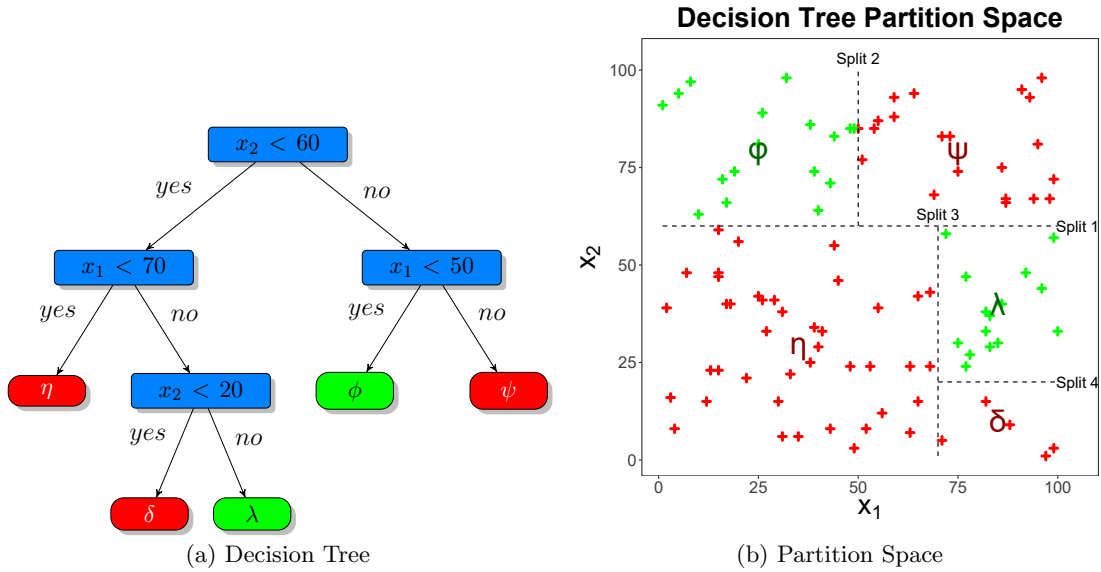 x₂ < 60
yes
no
x₁ < 70
x₁ < 50
yes
no
yes
no
η
x₂ < 20
ϕ
ψ
yes
no
δ
λ
(a) Decision Tree
Decision Tree Partition Space
Split 2
100
φ
ψ
75
Split 3
Split 1
x₂
50
λ
η
25
Split 4
δ
0
0
25
50
75
100
x₁
(b) Partition Space